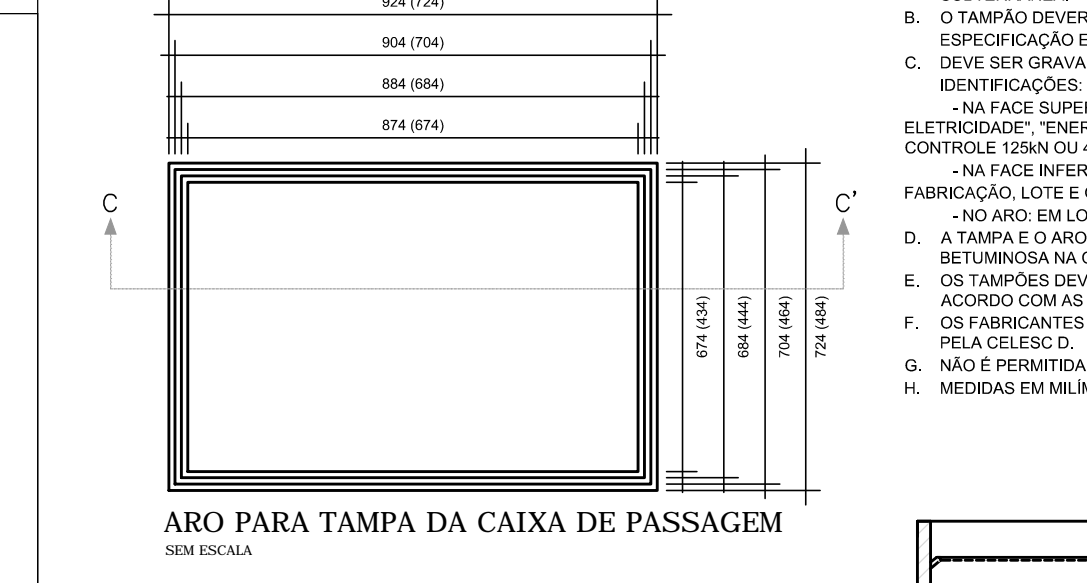 924 (724)
904 (704)
884 (684)
874 (674)
C
C'
674 (434)
684 (444)
704 (464)
724 (484)
ARO PARA TAMPA DA CAIXA DE PASSAGEM
SEM ESCALA
B. O TAMPÃO DEVER
ESPECIFICAÇÃO E
C. DEVE SER GRAVA
IDENTIFICAÇÕES:
- NA FACE SUPER
ELETRICIDADE", "ENER
CONTROLE 125kN OU 4
- NA FACE INFER
FABRICAÇÃO, LOTE E
- NO ARO: EM LO
D. A TAMPA E O ARO
BETUMINOSA NA
E. OS TAMPÕES DEV
ACORDO COM AS
F. OS FABRICANTES
PELA CELESC D.
G. NÃO É PERMITIDA
H. MEDIDAS EM MILÍM